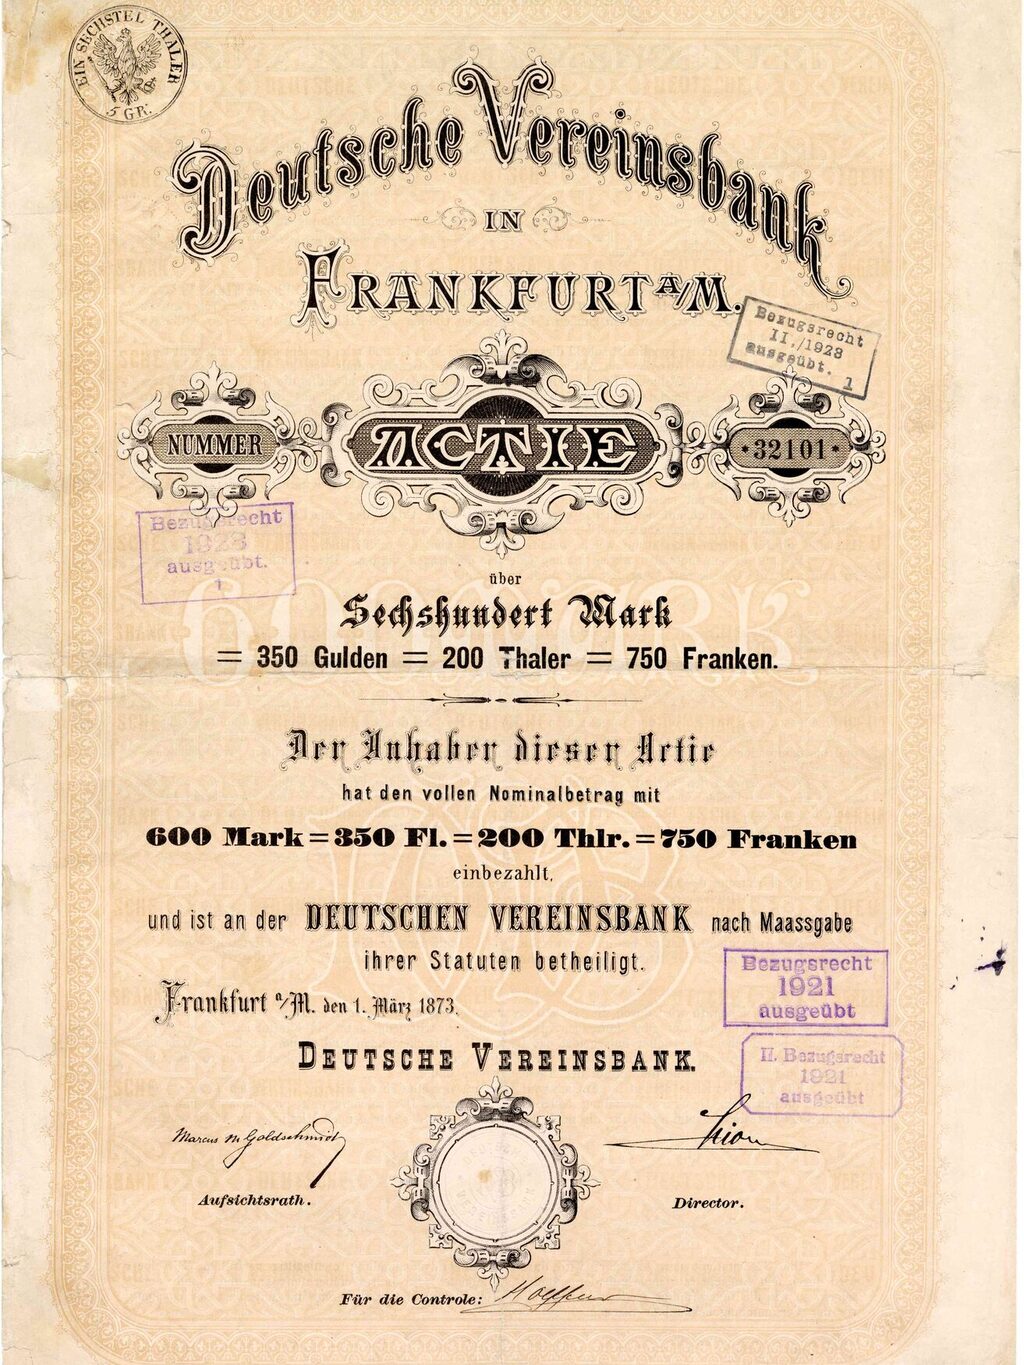 EIN SECHSTEL THALER
5 GR.
Deutsche Vereinsbank
IN
FRANKFURT A/M.
Bezugsrecht
II./1923
ausgeübt. 1
NUMMER
ACTIE
·32101·
Bezugsrecht
1923
ausgeübt.
1
600 MARK
über
Sechshundert Mark
= 350 Gulden = 200 Thaler = 750 Franken.
Der Inhaber dieser Actie
hat den vollen Nominalbetrag mit
600 Mark = 350 Fl. = 200 Thlr. = 750 Franken
einbezahlt,
und ist an der DEUTSCHEN VEREINSBANK nach Maassgabe
ihrer Statuten betheiligt.
Frankfurt a/M. den 1. März 1873.
Bezugsrecht
1921
ausgeübt
II. Bezugsrecht
1921
ausgeübt
DEUTSCHE VEREINSBANK.
Marcus M Goldschmidt
Aufsichtsrath.
Director.
Für die Controle: